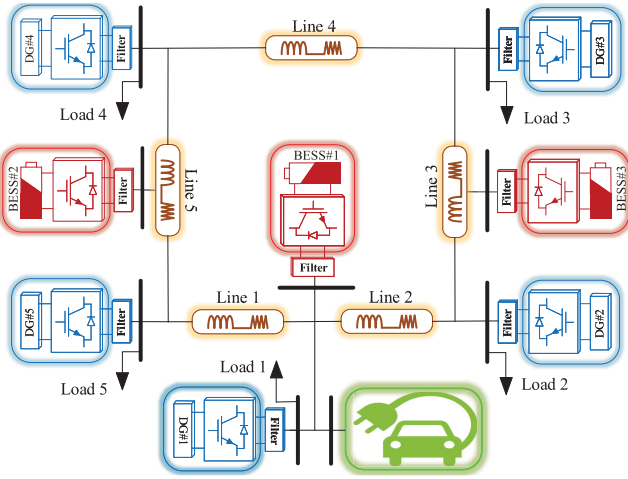 Line 4
DG#4
Filter
Filter
DG#3
Load 4
Load 3
BESS#2
Filter
Line 5
BESS#1
Filter
Line 3
Filter
BESS#3
DG#5
Filter
Line 1
Line 2
Filter
DG#2
Load 5
Load 1
Load 2
DG#1
Filter